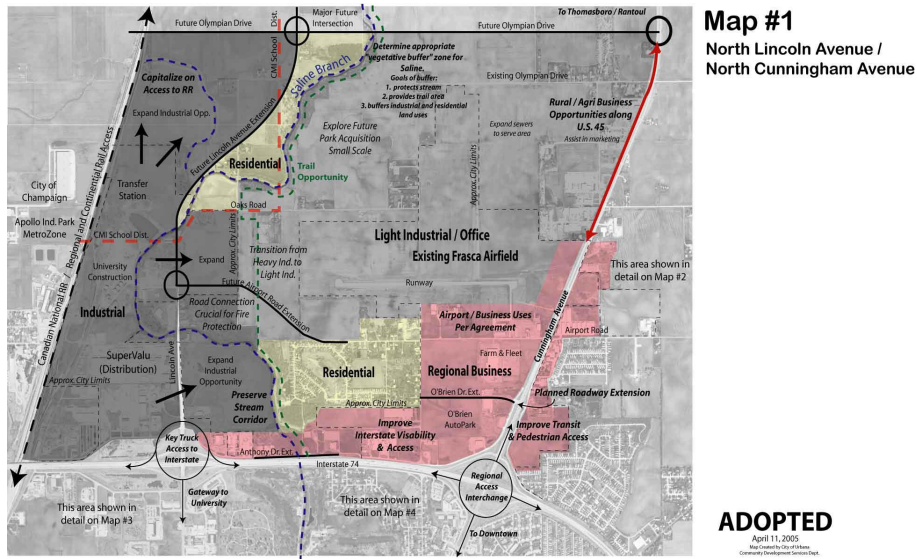 Map #1
North Lincoln Avenue /
North Cunningham Avenue
To Thomasboro / Rantoul
Future Olympian Drive
Major Future
Intersection
Future Olympian Drive
CMI School
Dist.
Saline Branch
Determine appropriate
"vegetative buffer" zone for
Saline.
Goals of buffer:
1. protects stream
2. provides trail area
3. buffers industrial and residential
land uses
Existing Olympian Drive
Capitalize on
Access to RR
Expand Industrial Opp.
Future Lincoln Avenue Extension
Explore Future
Park Acquisition
Small Scale
Expand sewers
to serve area
Rural / Agri Business
Opportunities along
U.S. 45
Assist in marketing
Approx. City Limits
Residential
Trail
Opportunity
Canadian National RR / Regional and Continental Rail Access
City of
Champaign
Transfer
Station
Oaks Road
Apollo Ind. Park
MetroZone
CMI School Dist.
Approx. City Limits
Transition from
Heavy Ind. to
Light Ind.
Light Industrial / Office
Existing Frasca Airfield
University
Construction
Expand
This area shown in
detail on Map #2
Runway
Future Airport Road Extension
Industrial
Road Connection
Crucial for Fire
Protection
Airport / Business Uses
Per Agreement
Cunningham Avenue
Airport Road
SuperValu
(Distribution)
Lincoln Ave
Expand
Industrial
Opportunity
Farm & Fleet
Residential
Regional Business
Approx. City Limits
Preserve
Stream
Corridor
Approx. City Limits
O'Brien Dr. Ext.
Planned Roadway Extension
O'Brien
AutoPark
Improve
Interstate Visability
& Access
Improve Transit
& Pedestrian Access
Key Truck
Access to
Interstate
Anthony Dr. Ext.
Interstate 74
Regional
Access
Interchange
Gateway to
University
This area shown in
detail on Map #3
This area shown in
detail on Map #4
To Downtown
ADOPTED
April 11, 2005
Map Created by City of Urbana
Community Development Services Dept.